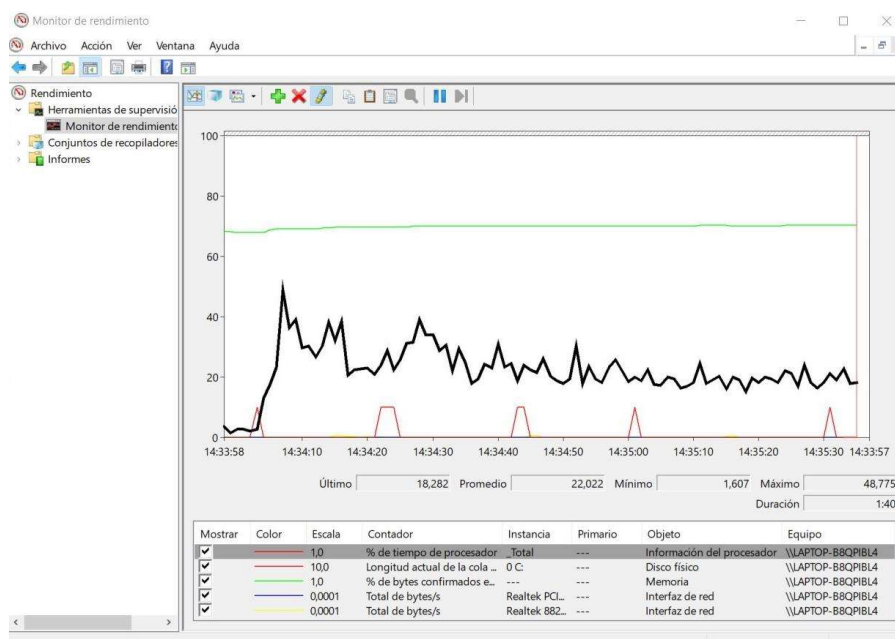 Monitor de rendimiento
Archivo Acción Ver Ventana Ayuda
Rendimiento
Herramientas de supervisió
Monitor de rendimiento
Conjuntos de recopiladores
Informes
100
80
60
40
20
0
14:33:58 14:34:10 14:34:20 14:34:30 14:34:40 14:34:50 14:35:00 14:35:10 14:35:20 14:35:30 14:33:57
Último 18,282 Promedio 22,022 Mínimo 1,607 Máximo 48,775
Duración 1:40
Mostrar Color Escala Contador Instancia Primario Objeto Equipo
1,0 % de tiempo de procesador _Total --- Información del procesador \\LAPTOP-B8QPIBL4
10,0 Longitud actual de la cola ... 0 C: --- Disco físico \\LAPTOP-B8QPIBL4
1,0 % de bytes confirmados e... --- --- Memoria \\LAPTOP-B8QPIBL4
0,0001 Total de bytes/s Realtek PCI... --- Interfaz de red \\LAPTOP-B8QPIBL4
0,0001 Total de bytes/s Realtek 882... --- Interfaz de red \\LAPTOP-B8QPIBL4